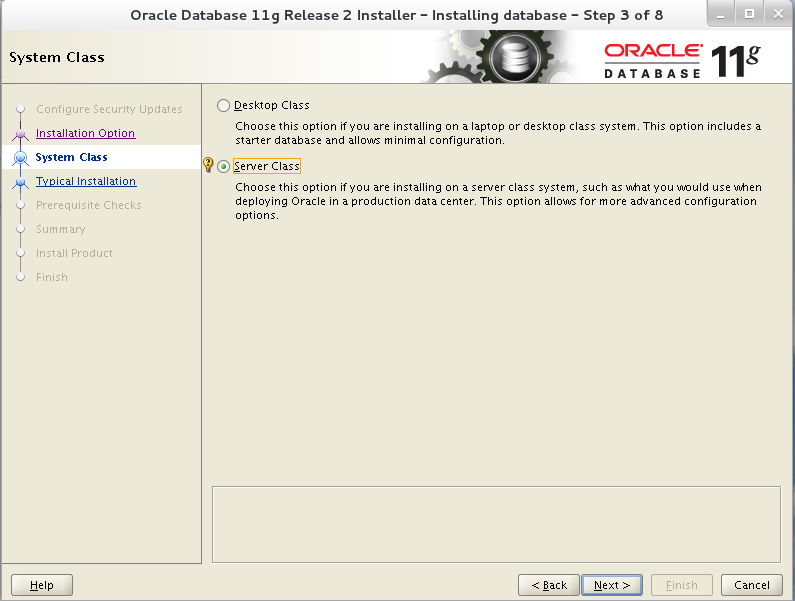 Oracle Database 11g Release 2 Installer - Installing database - Step 3 of 8
System Class
ORACLE
DATABASE
11g
Configure Security Updates
Installation Option
System Class
Typical Installation
Prerequisite Checks
Summary
Install Product
Finish
Desktop Class
Choose this option if you are installing on a laptop or desktop class system. This option includes a
starter database and allows minimal configuration.
Server Class
Choose this option if you are installing on a server class system, such as what you would use when
deploying Oracle in a production data center. This option allows for more advanced configuration
options.
Help
< Back
Next >
Finish
Cancel